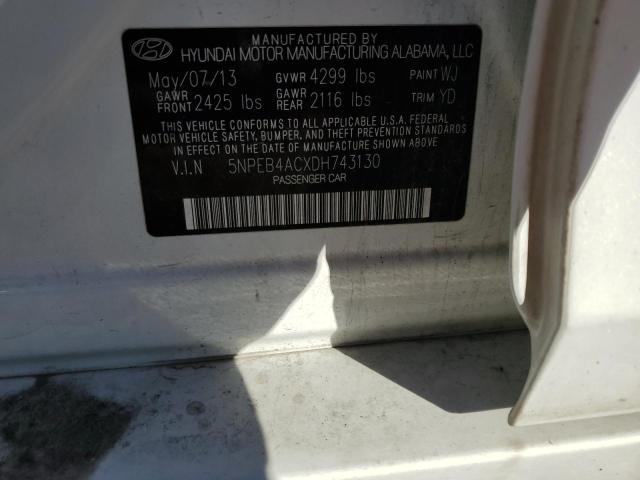 MANUFACTURED BY
HYUNDAI MOTOR MANUFACTURING ALABAMA, LLC
May/07/13 GVWR 4299 lbs PAINT WJ
GAWR FRONT 2425 lbs GAWR REAR 2116 lbs TRIM YD
THIS VEHICLE CONFORMS TO ALL APPLICABLE U.S.A. FEDERAL
MOTOR VEHICLE SAFETY, BUMPER, AND THEFT PREVENTION
STANDARDS IN EFFECT ON THE DATE OF MANUFACTURE SHOWN ABOVE.
V.I.N 5NPEB4ACXDH743130
PASSENGER CAR